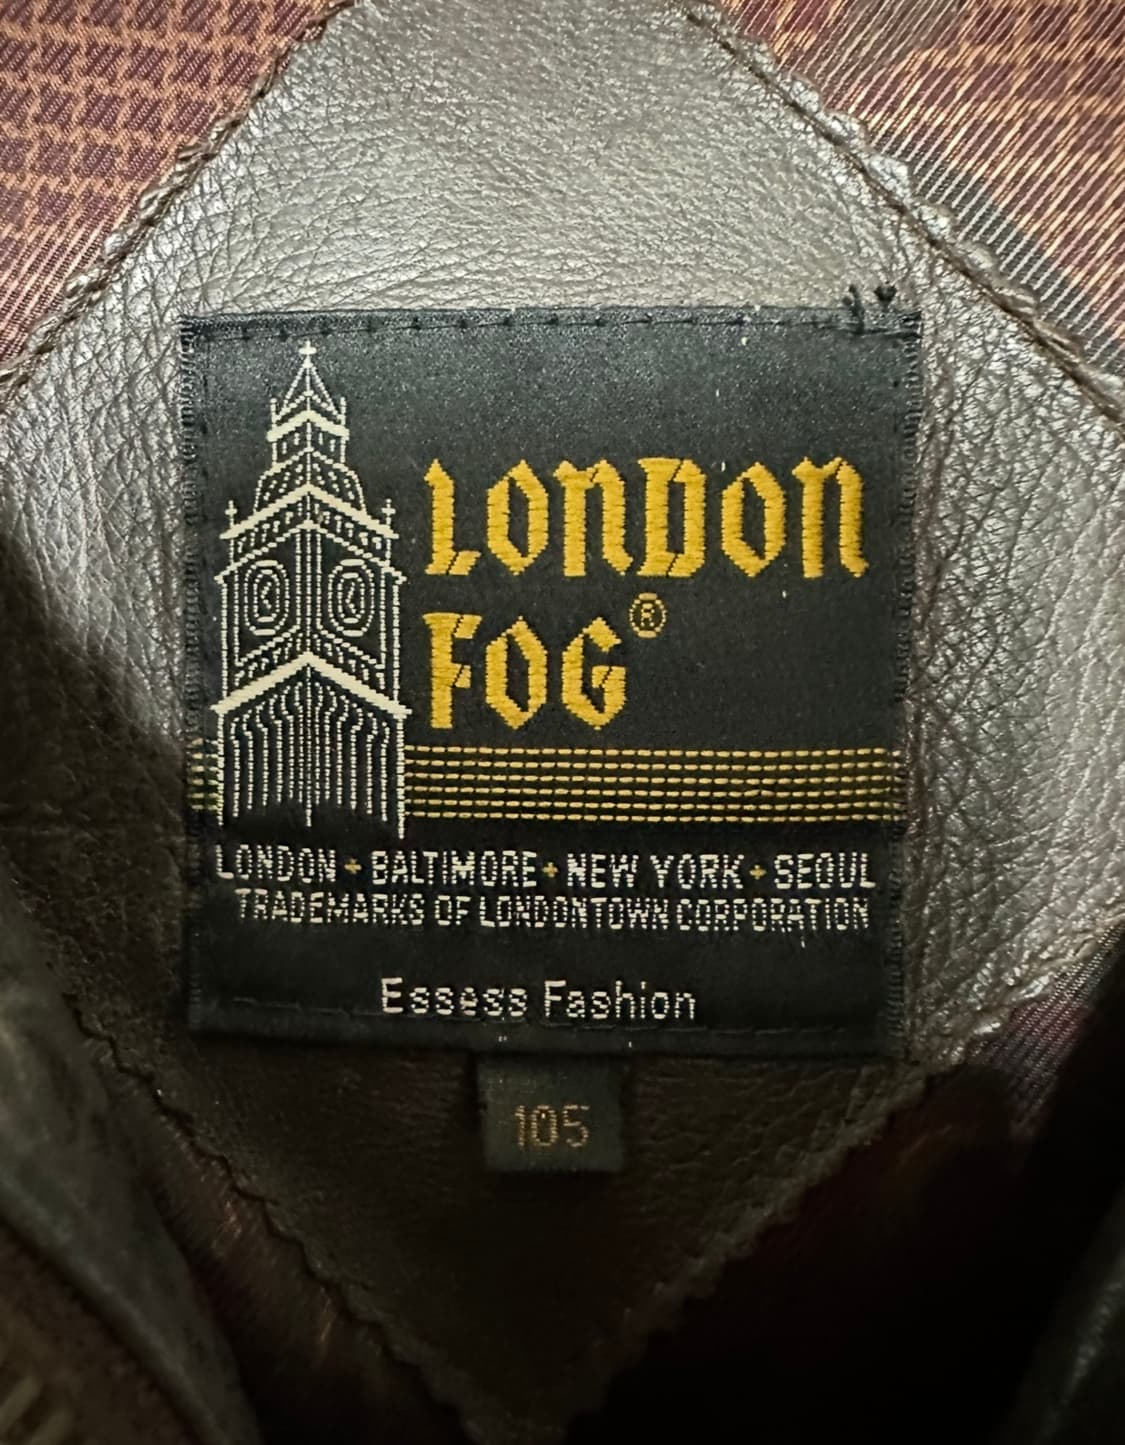 LONDON
FOG®
LONDON + BALTIMORE + NEW YORK + SEOUL
TRADEMARKS OF LONDONTOWN CORPORATION
Essess Fashion
105